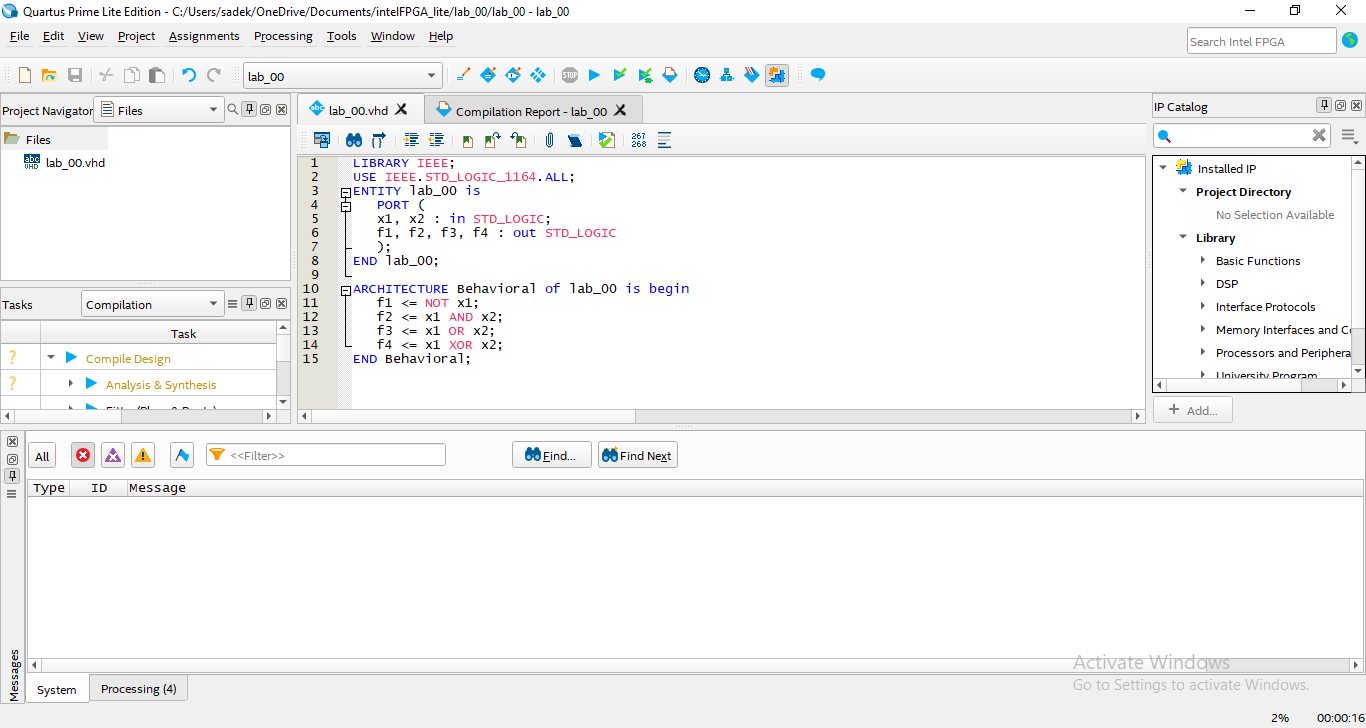 Quartus Prime Lite Edition - C:/Users/sadek/OneDrive/Documents/intelFPGA_lite/lab_00/lab_00 - lab_00
File Edit View Project Assignments Processing Tools Window Help
Search Intel FPGA
lab_00
STOP
Project Navigator Files
Files
abc VHD lab_00.vhd
Tasks Compilation
Task
? Compile Design
? Analysis & Synthesis
abc lab_00.vhd Compilation Report - lab_00
267 268
1 LIBRARY IEEE;
2 USE IEEE.STD_LOGIC_1164.ALL;
3 ENTITY lab_00 is
4 PORT (
5 x1, x2 : in STD_LOGIC;
6 f1, f2, f3, f4 : out STD_LOGIC
7 );
8 END lab_00;
9
10 ARCHITECTURE Behavioral of lab_00 is begin
11 f1 <= NOT x1;
12 f2 <= x1 AND x2;
13 f3 <= x1 OR x2;
14 f4 <= x1 XOR x2;
15 END Behavioral;
IP Catalog
Installed IP
Project Directory
No Selection Available
Library
Basic Functions
DSP
Interface Protocols
Memory Interfaces and C
Processors and Periphera
University Program
+ Add...
All <<Filter>> Find... Find Next
Type ID Message
Messages
System Processing (4)
Activate Windows
Go to Settings to activate Windows.
2% 00:00:16